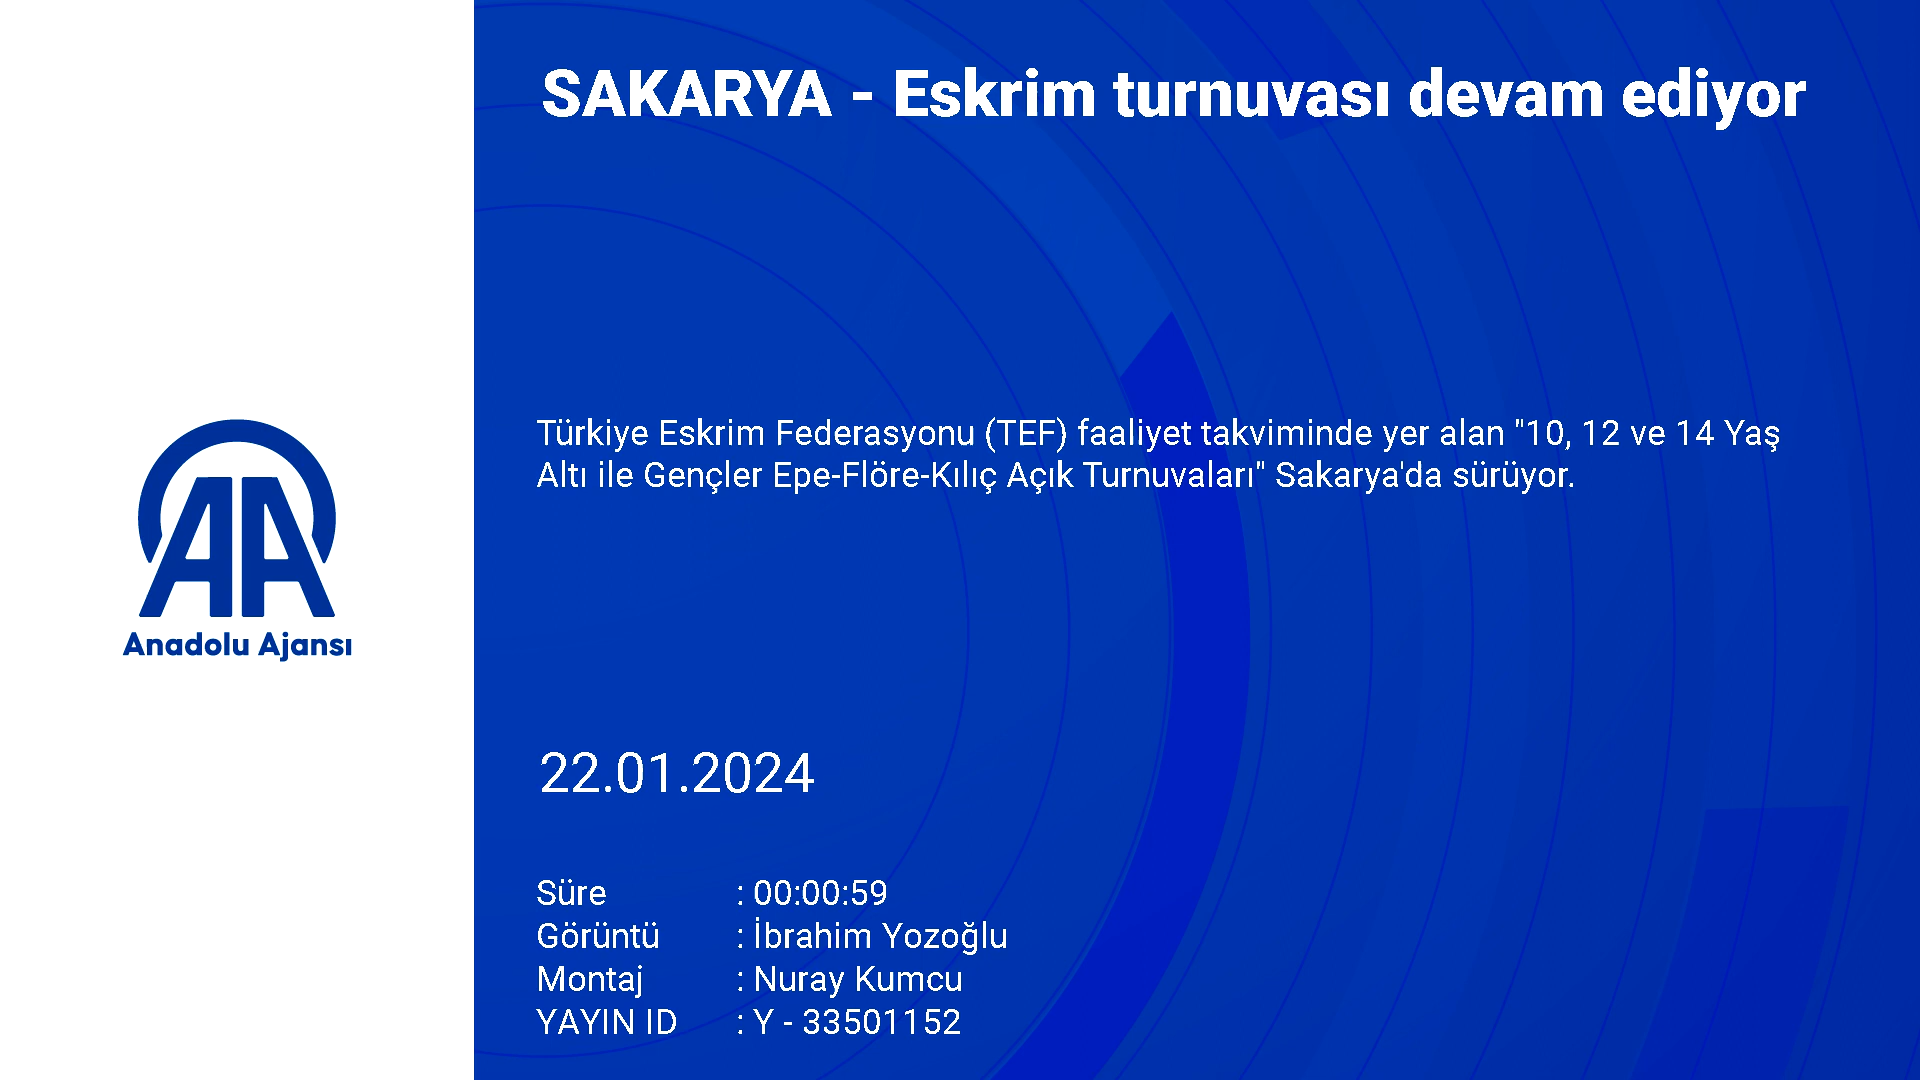 SAKARYA - Eskrim turnuvası devam ediyor
Türkiye Eskrim Federasyonu (TEF) faaliyet takviminde yer alan "10, 12 ve 14 Yaş
Altı ile Gençler Epe-Flöre-Kılıç Açık Turnuvaları" Sakarya'da sürüyor.
AA
Anadolu Ajansı
22.01.2024
Süre : 00:00:59
Görüntü : İbrahim Yozoğlu
Montaj : Nuray Kumcu
YAYIN ID : Y - 33501152